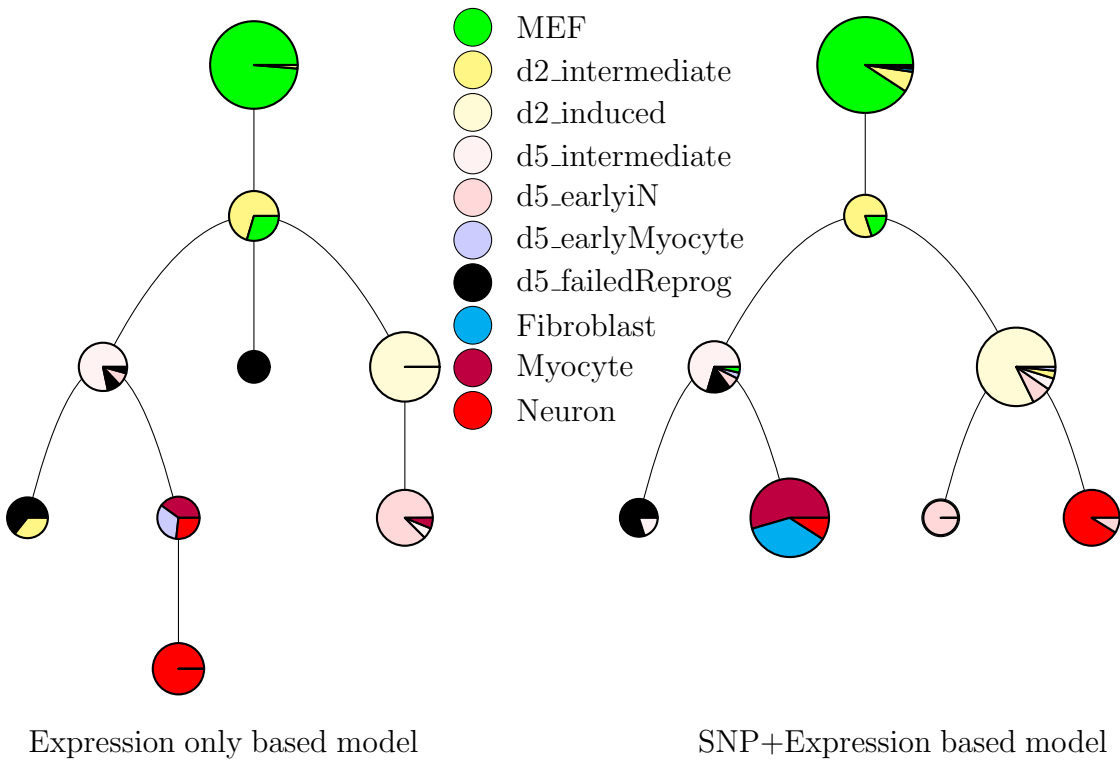 MEF
d2_intermediate
d2_induced
d5_intermediate
d5_earlyiN
d5_earlyMyocyte
d5_failedReprog
Fibroblast
Myocyte
Neuron
Expression only based model
SNP+Expression based model